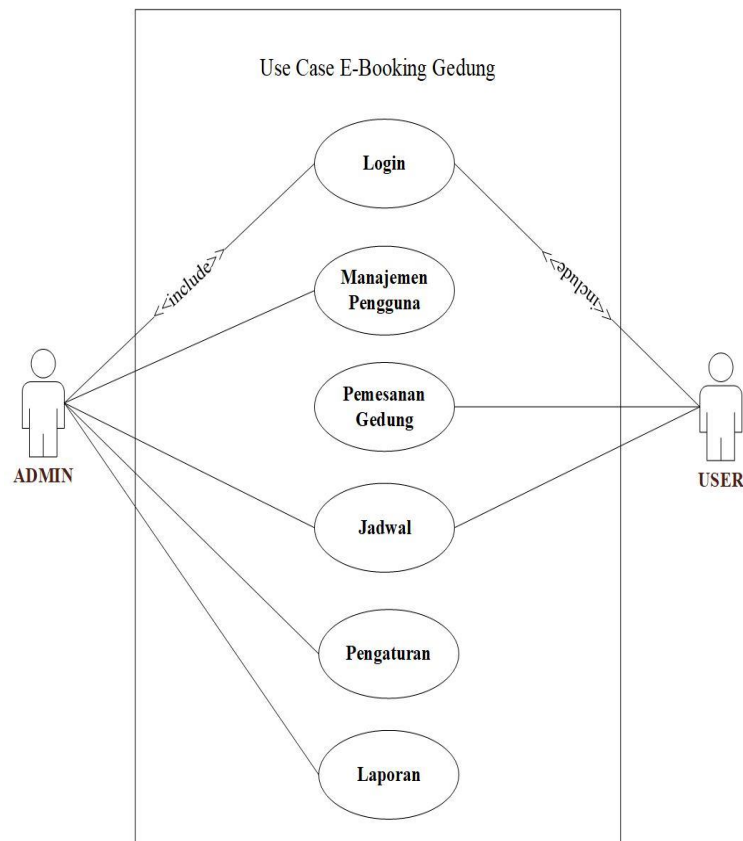 Use Case E-Booking Gedung
Login
<<include>>
<<include>>
Manajemen
Pengguna
Pemesanan
Gedung
ADMIN
USER
Jadwal
Pengaturan
Laporan